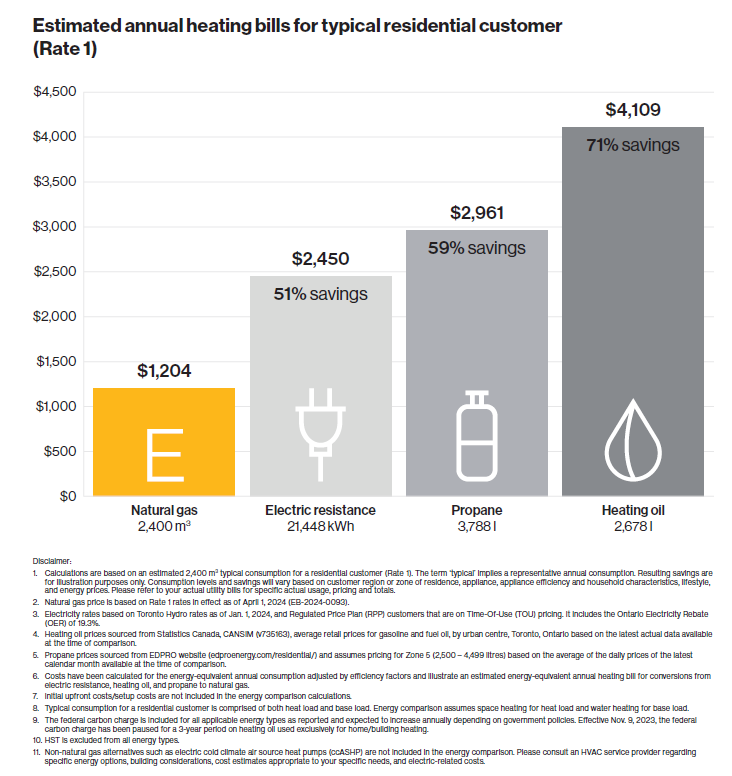 Estimated annual heating bills for typical residential customer
(Rate 1)
$4,500
$4,000
$3,500
$3,000
$2,500
$2,000
$1,500
$1,000
$500
$0
$1,204
$2,450
51% savings
$2,961
59% savings
$4,109
71% savings
E
Natural gas
2,400 m³
Electric resistance
21,448 kWh
Propane
3,788 l
Heating oil
2,678 l
Disclaimer:
1. Calculations are based on an estimated 2,400 m³ typical consumption for a residential customer (Rate 1). The term 'typical' implies a representative annual consumption. Resulting savings are
for illustration purposes only. Consumption levels and savings will vary based on customer region or zone of residence, appliance, appliance efficiency and household characteristics, lifestyle,
and energy prices. Please refer to your actual utility bills for specific actual usage, pricing and totals.
2. Natural gas price is based on Rate 1 rates in effect as of April 1, 2024 (EB-2024-0093).
3. Electricity rates based on Toronto Hydro rates as of Jan. 1, 2024, and Regulated Price Plan (RPP) customers that are on Time-Of-Use (TOU) pricing. It includes the Ontario Electricity Rebate
(OER) of 19.3%.
4. Heating oil prices sourced from Statistics Canada, CANSIM (v735163), average retail prices for gasoline and fuel oil, by urban centre, Toronto, Ontario based on the latest actual data available
at the time of comparison.
5. Propane prices sourced from EDPRO website (edproenergy.com/residential/) and assumes pricing for Zone 5 (2,500 – 4,499 litres) based on the average of the daily prices of the latest
calendar month available at the time of comparison.
6. Costs have been calculated for the energy-equivalent annual consumption adjusted by efficiency factors and illustrate an estimated energy-equivalent annual heating bill for conversions from
electric resistance, heating oil, and propane to natural gas.
7. Initial upfront costs/setup costs are not included in the energy comparison calculations.
8. Typical consumption for a residential customer is comprised of both heat load and base load. Energy comparison assumes space heating for heat load and water heating for base load.
9. The federal carbon charge is included for all applicable energy types as reported and expected to increase annually depending on government policies. Effective Nov. 9, 2023, the federal
carbon charge has been paused for a 3-year period on heating oil used exclusively for home/building heating.
10. HST is excluded from all energy types.
11. Non-natural gas alternatives such as electric cold climate air source heat pumps (ccASHP) are not included in the energy comparison. Please consult an HVAC service provider regarding
specific energy options, building considerations, cost estimates appropriate to your specific needs, and electric-related costs.